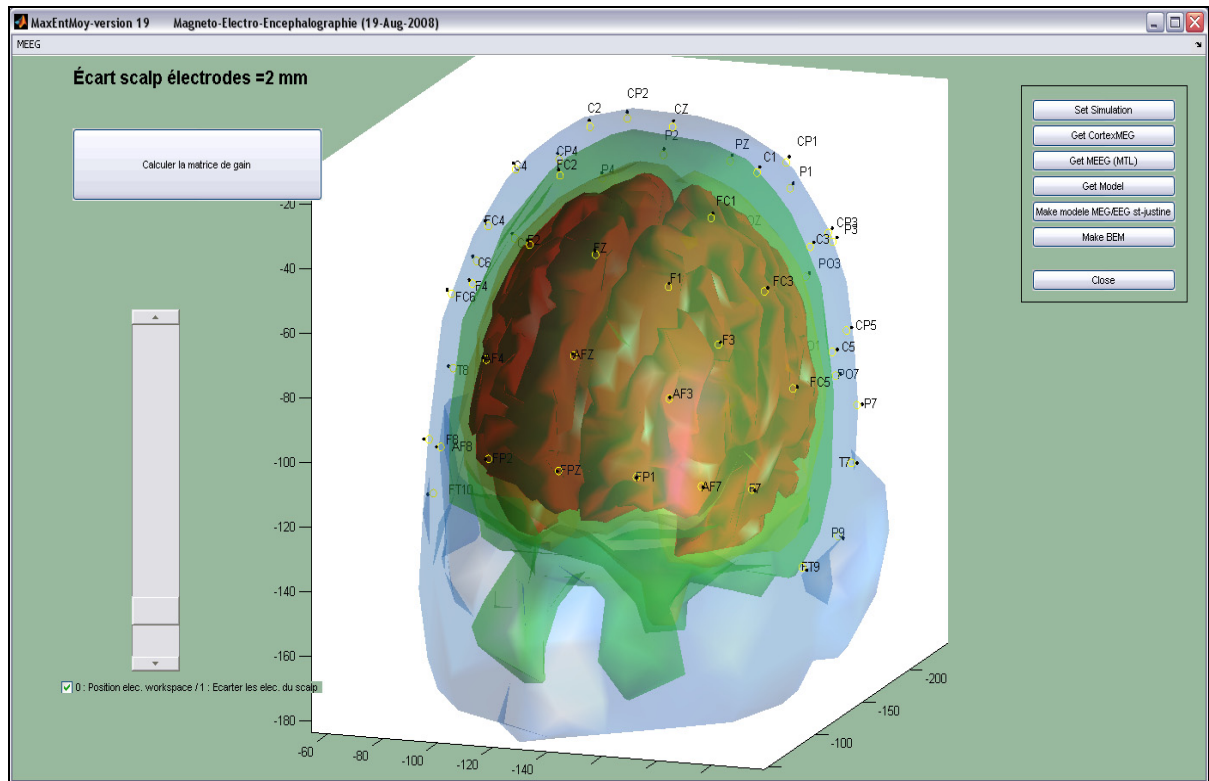 MaxEntMoy-version 19 Magneto-Electro-Encephalographie (19-Aug-2008)
MEEG
Écart scalp électrodes =2 mm
Calculer la matrice de gain
Set Simulation
Get CortexMEG
Get MEEG (MTL)
Get Model
Make modele MEG/EEG st-justine
Make BEM
Close
CP2
C2
CZ
P2
PZ
CP1
C4
CP4
FC2
P4
C1
P1
FC1
FC4
F2
FZ
CP3
P3
C3
PO3
C6
F4
FC6
F1
FC3
CP5
F3
C5
T8
AFZ
PO7
FC5
AF3
P7
F8
AF8
FP2
FPZ
FP1
AF7
F7
T7
FT10
P9
FT9
-20
-40
-60
-80
-100
-120
-140
-160
-180
-60
-80
-100
-120
-140
-100
-150
-200
0 : Position elec. workspace / 1 : Ecarter les elec. du scalp